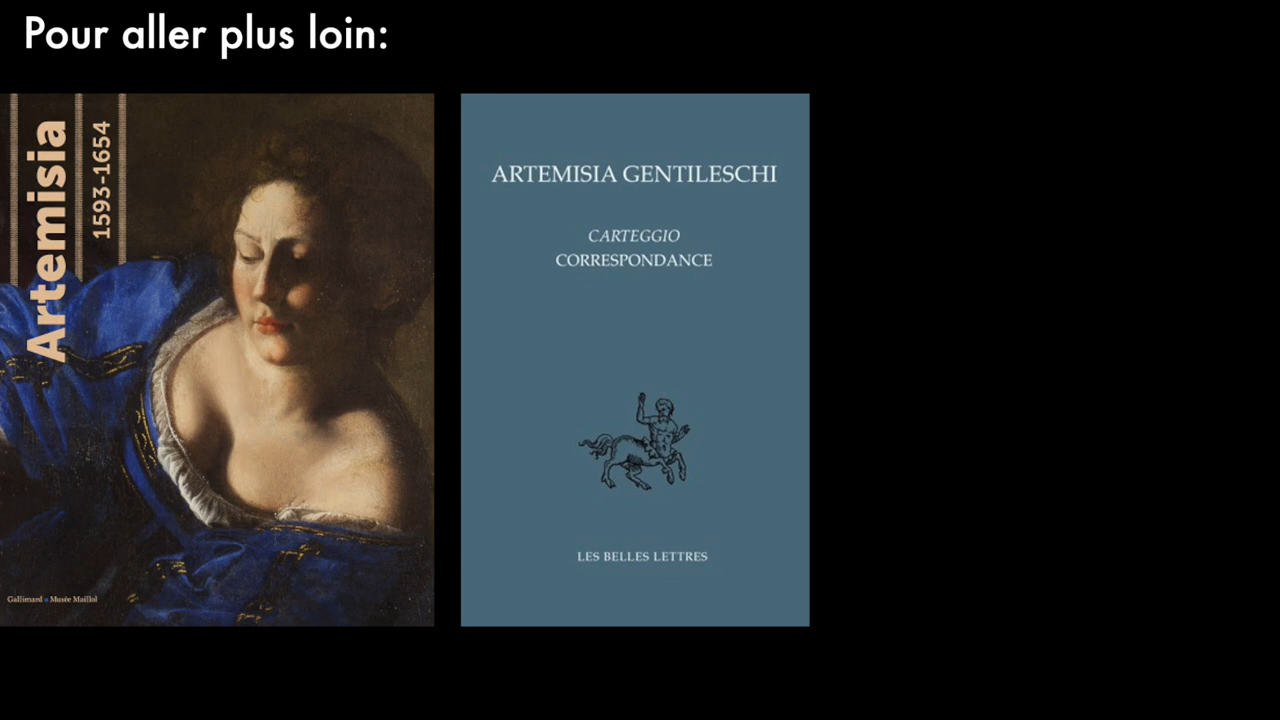 Pour aller plus loin:
Artemisia
1593-1654
Gallimard • Musée Maillol
ARTEMISIA GENTILESCHI
CARTEGGIO
CORRESPONDANCE
LES BELLES LETTRES